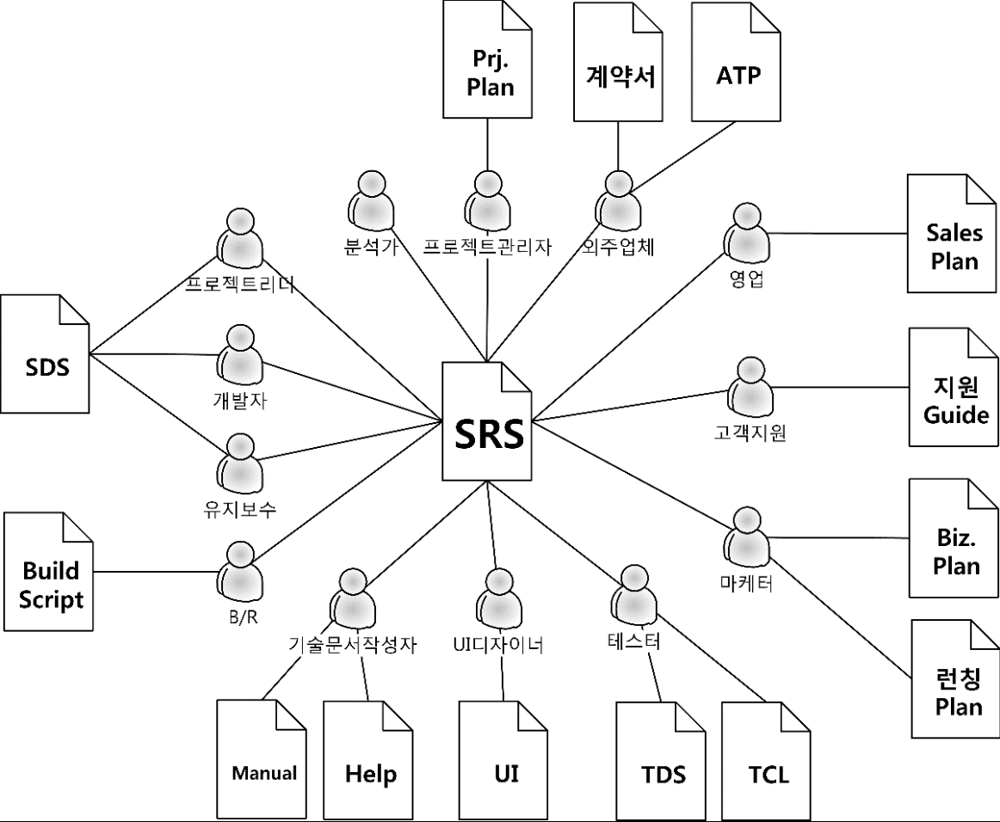 Prj.
Plan
계약서
ATP
분석가
프로젝트관리자
외주업체
영업
Sales
Plan
프로젝트리더
SDS
개발자
SRS
고객지원
지원
Guide
유지보수
Build
Script
B/R
마케터
Biz.
Plan
기술문서작성자
UI디자이너
테스터
런칭
Plan
Manual
Help
UI
TDS
TCL